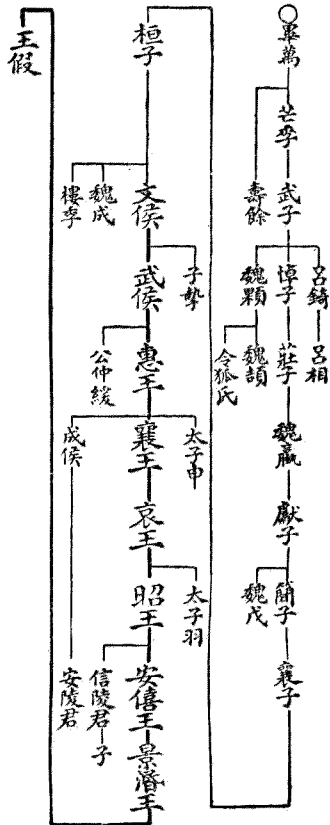 畢萬
芒季
壽餘
武子
呂錡
呂相
悼子
魏顆
魏頡
令狐氏
莊子
魏嬴
獻子
簡子
魏戊
襄子
桓子
文侯
魏成
樓季
子摯
武侯
公仲緩
惠王
太子申
襄王
成侯
哀王
太子羽
昭王
安僖王
信陵君
子
安陵君
景湣王
王假